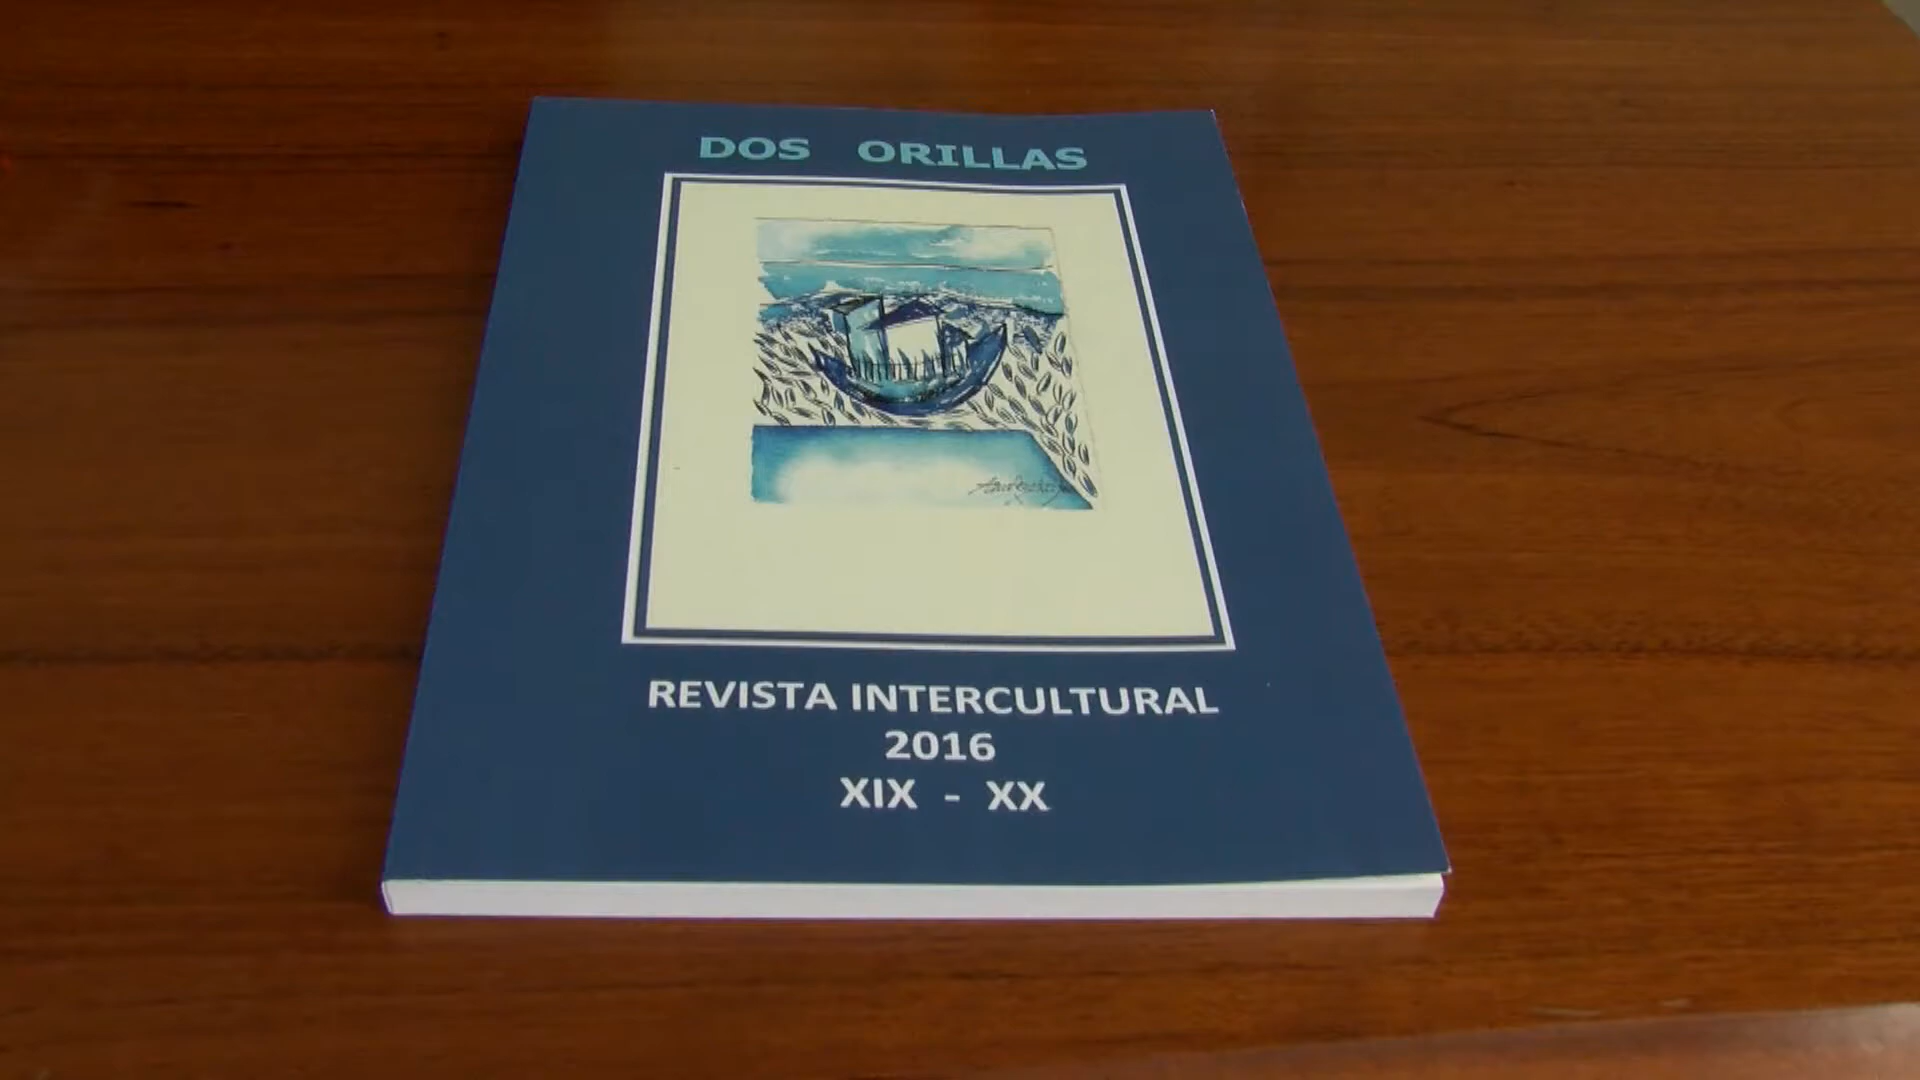 DOS ORILLAS
REVISTA INTERCULTURAL
2016
XIX - XX